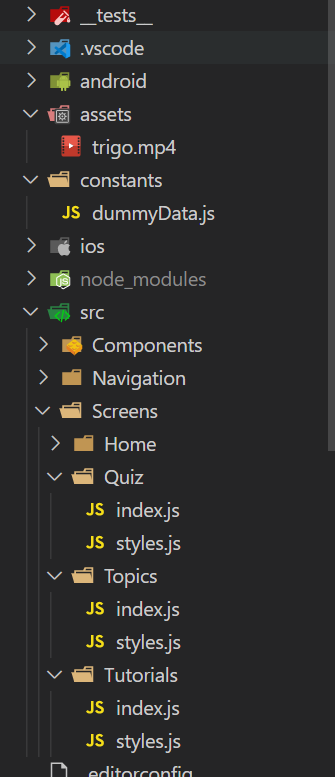 __tests__
.vscode
android
assets
trigo.mp4
constants
JS dummyData.js
ios
node_modules
src
Components
Navigation
Screens
Home
Quiz
JS index.js
JS styles.js
Topics
JS index.js
JS styles.js
Tutorials
JS index.js
JS styles.js
.editorconfig